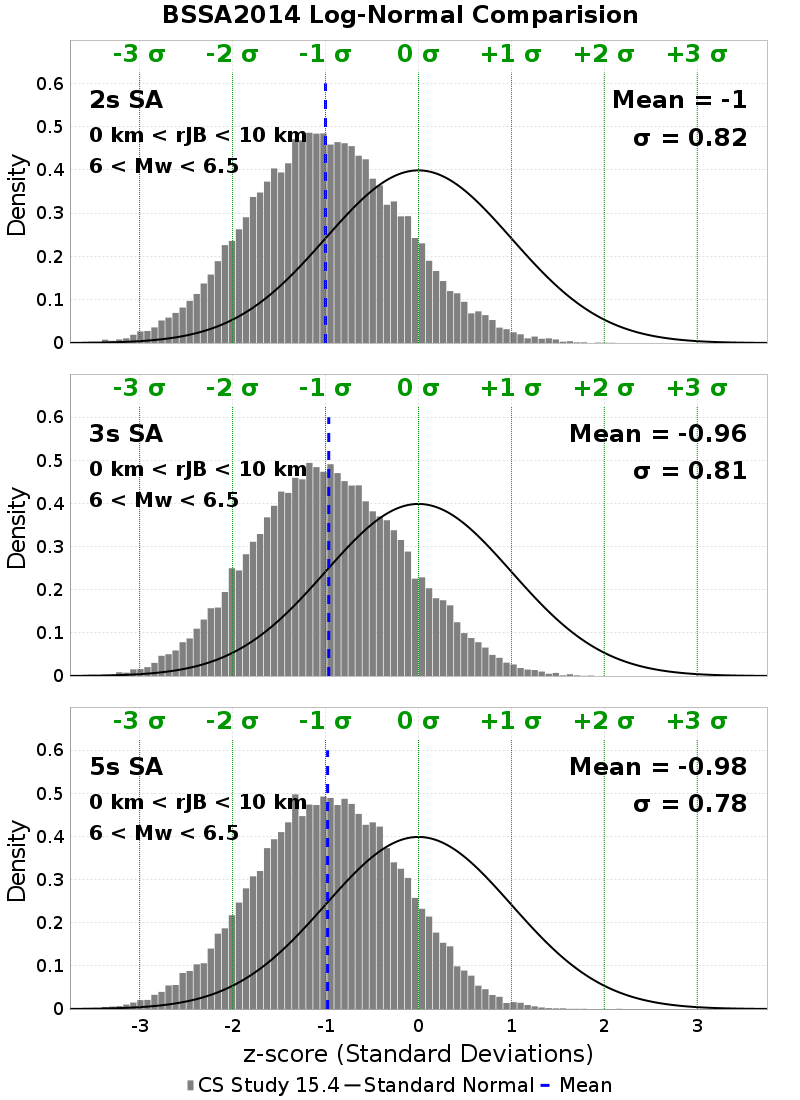 BSSA2014 Log-Normal Comparision
-3 σ -2 σ -1 σ 0 σ +1 σ +2 σ +3 σ
0.6
2s SA Mean = -1
0.5
0 km < rJB < 10 km σ = 0.82
6 < Mw < 6.5
0.4
0.3
0.2
0.1
0
Density
-3 σ -2 σ -1 σ 0 σ +1 σ +2 σ +3 σ
0.6
3s SA Mean = -0.96
0.5
0 km < rJB < 10 km σ = 0.81
6 < Mw < 6.5
0.4
0.3
0.2
0.1
0
Density
-3 σ -2 σ -1 σ 0 σ +1 σ +2 σ +3 σ
0.6
5s SA Mean = -0.98
0.5
0 km < rJB < 10 km σ = 0.78
6 < Mw < 6.5
0.4
0.3
0.2
0.1
0
Density
-3 -2 -1 0 1 2 3
z-score (Standard Deviations)
CS Study 15.4 Standard Normal Mean